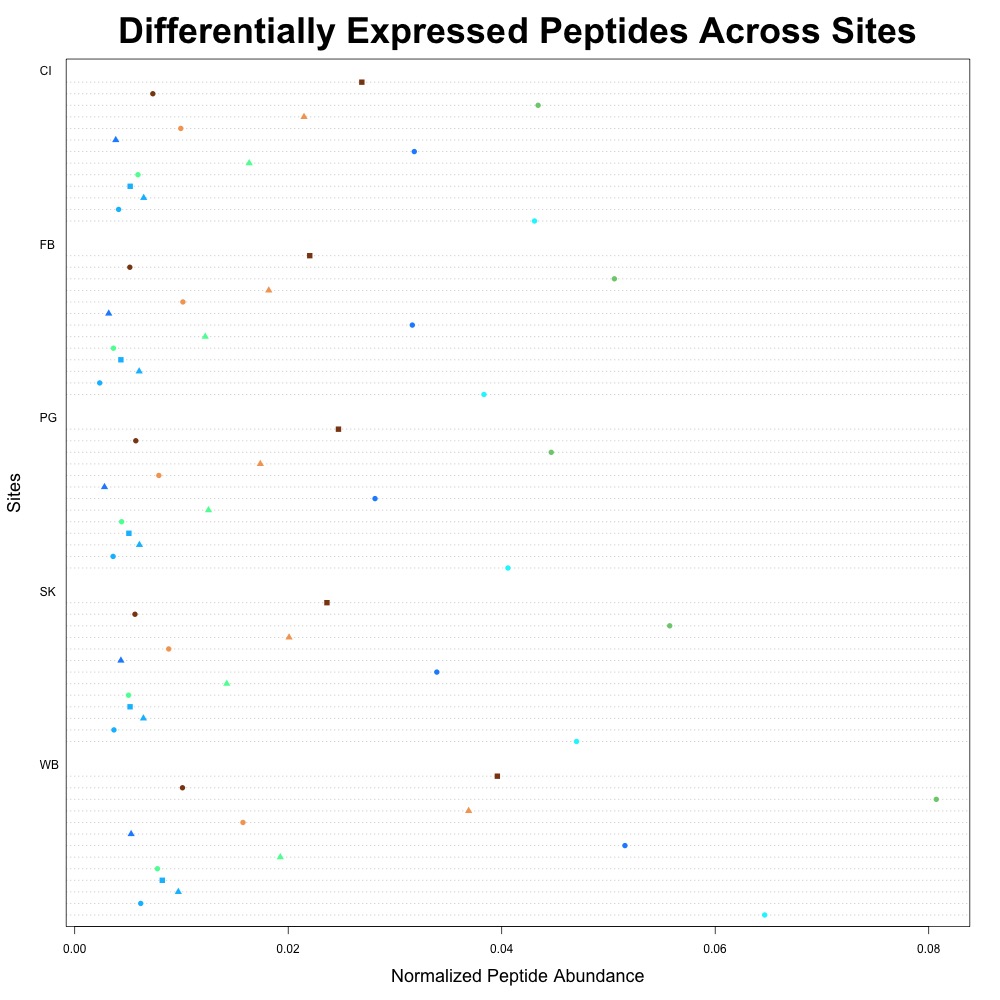 Differentially Expressed Peptides Across Sites
CI
FB
PG
SK
WB
Sites
0.00 0.02 0.04 0.06 0.08
Normalized Peptide Abundance